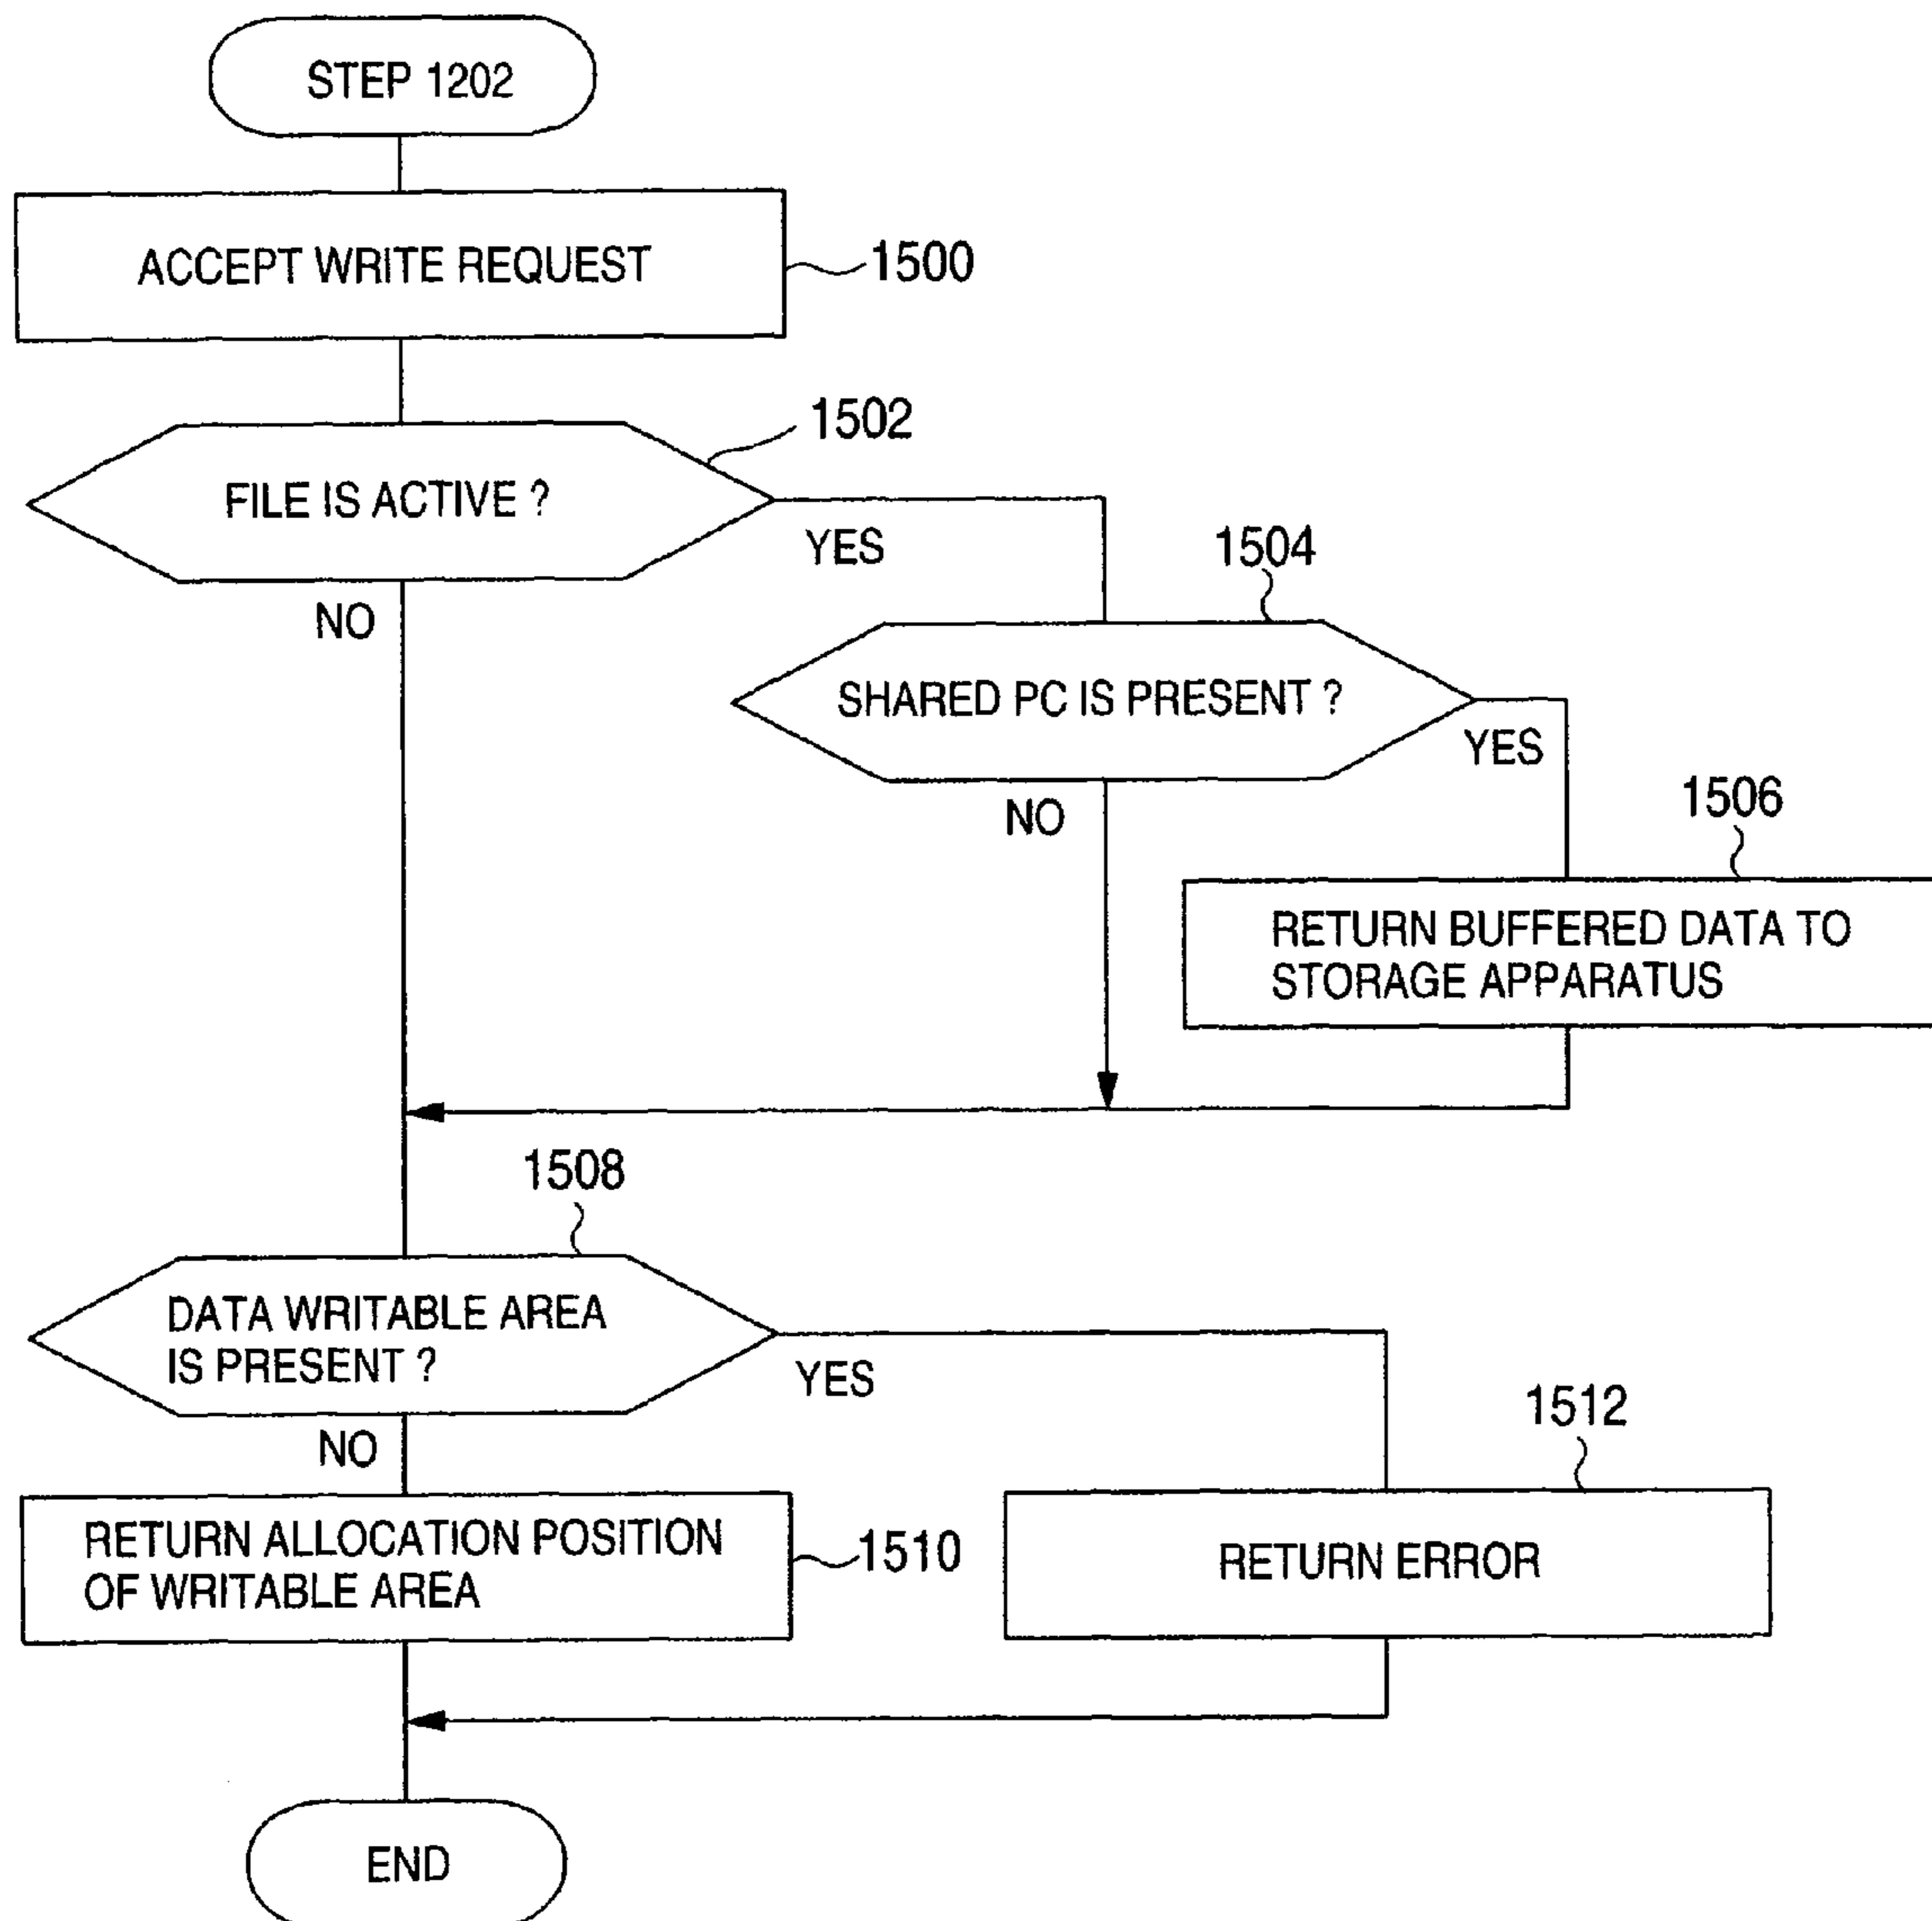 STEP 1202
ACCEPT WRITE REQUEST
1500
1502
FILE IS ACTIVE ?
YES
NO
1504
SHARED PC IS PRESENT ?
YES
NO
1506
RETURN BUFFERED DATA TO
STORAGE APPARATUS
1508
DATA WRITABLE AREA
IS PRESENT ?
YES
NO
1510
RETURN ALLOCATION POSITION
OF WRITABLE AREA
1512
RETURN ERROR
END